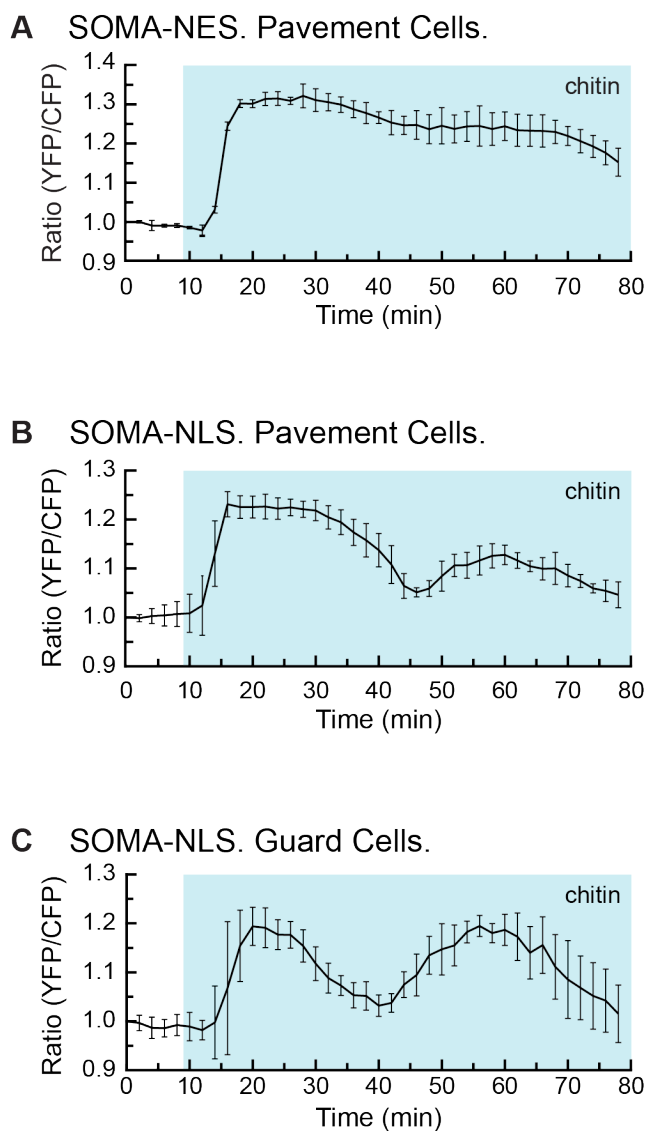 A SOMA-NES. Pavement Cells.
1.4
1.3
1.2
1.1
1.0
0.9
Ratio (YFP/CFP)
chitin
0 10 20 30 40 50 60 70 80
Time (min)
B SOMA-NLS. Pavement Cells.
1.3
1.2
1.1
1.0
0.9
Ratio (YFP/CFP)
chitin
0 10 20 30 40 50 60 70 80
Time (min)
C SOMA-NLS. Guard Cells.
1.3
1.2
1.1
1.0
0.9
Ratio (YFP/CFP)
chitin
0 10 20 30 40 50 60 70 80
Time (min)